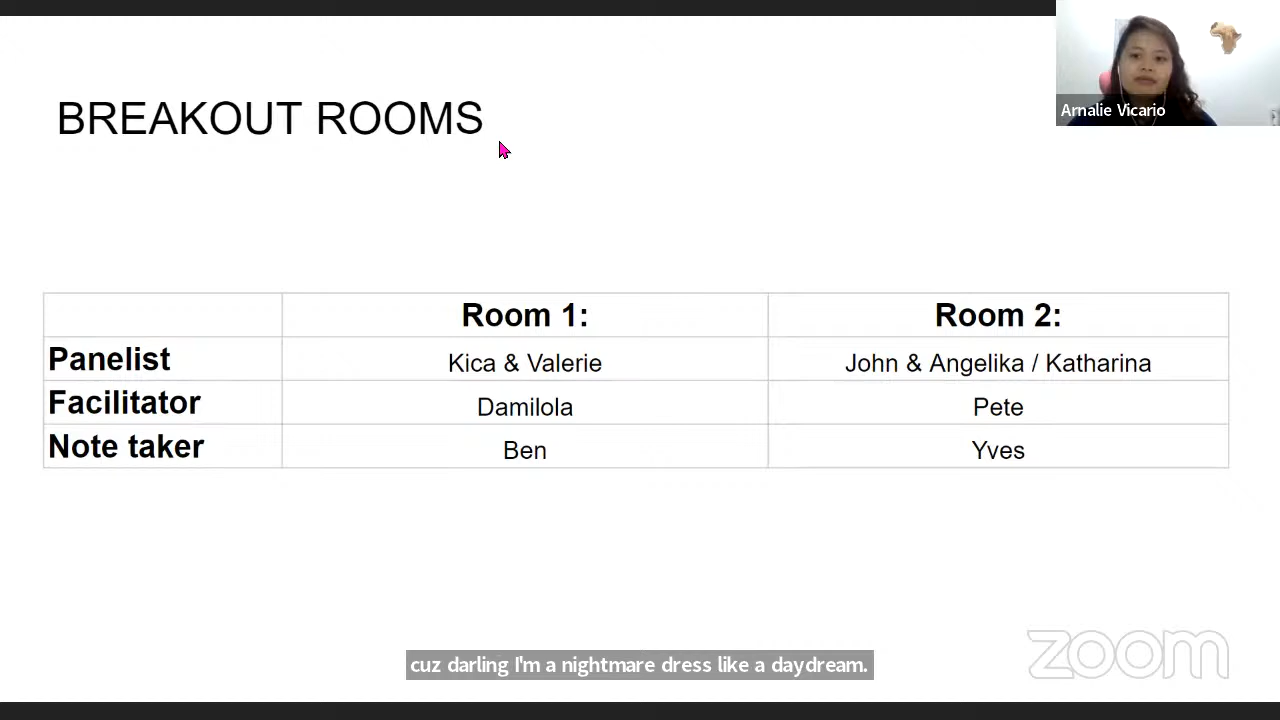 Arnalie Vicario
BREAKOUT ROOMS
Room 1: Room 2:
Panelist Kica & Valerie John & Angelika / Katharina
Facilitator Damilola Pete
Note taker Ben Yves
cuz darling I'm a nightmare dress like a daydream.
zoom